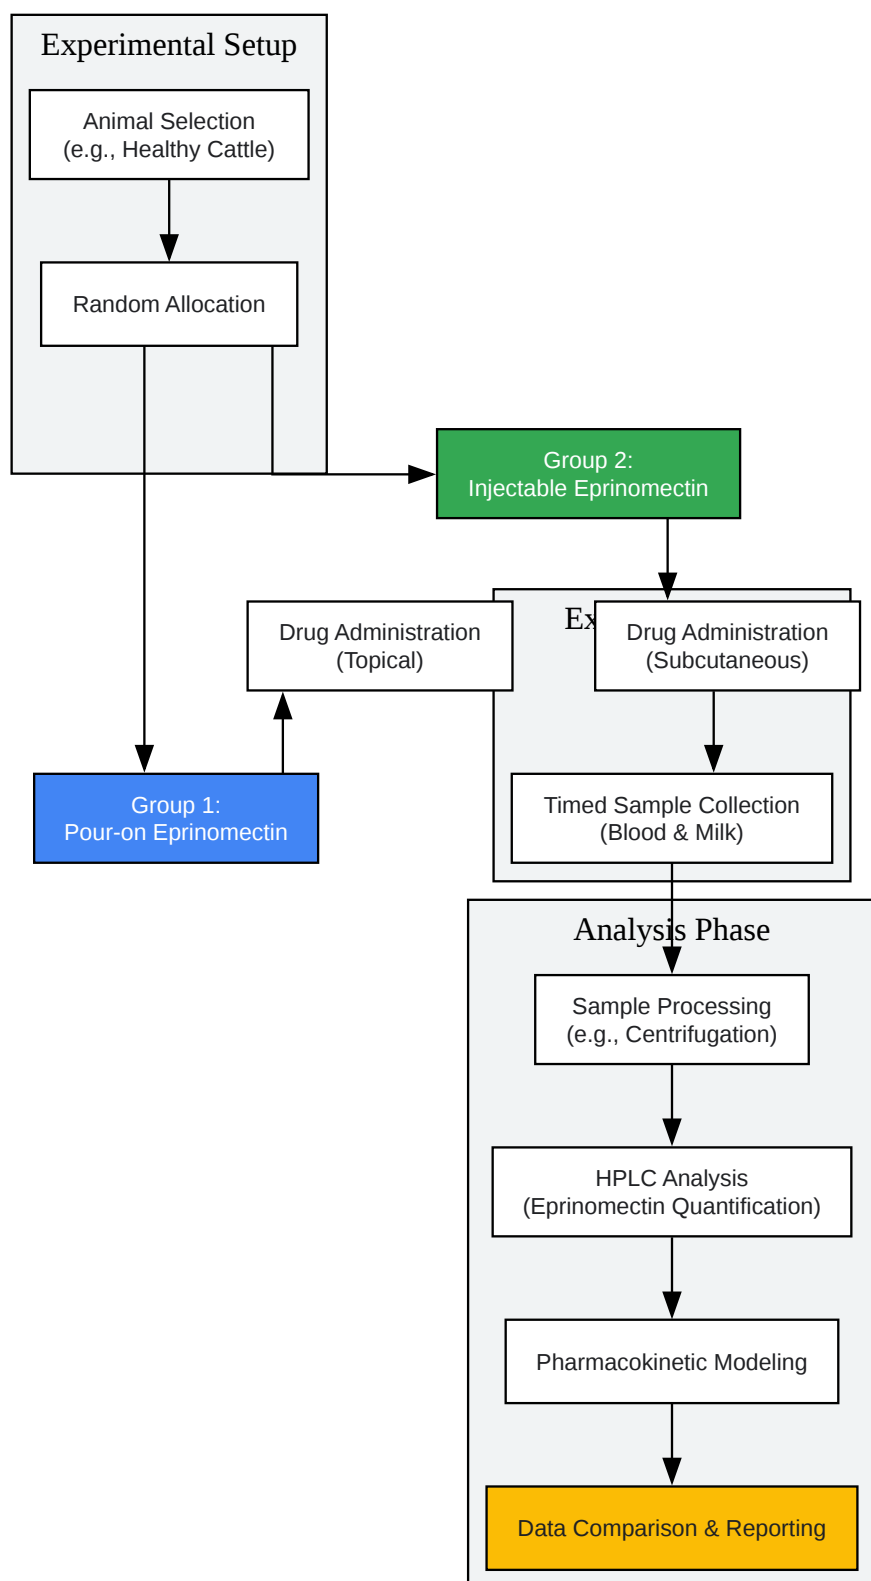 Experimental Setup
Animal Selection
(e.g., Healthy Cattle)
Random Allocation
Group 2:
Injectable Eprinomectin
Drug Administration
(Topical)
Drug Administration
(Subcutaneous)
Group 1:
Pour-on Eprinomectin
Timed Sample Collection
(Blood & Milk)
Analysis Phase
Sample Processing
(e.g., Centrifugation)
HPLC Analysis
(Eprinomectin Quantification)
Pharmacokinetic Modeling
Data Comparison & Reporting